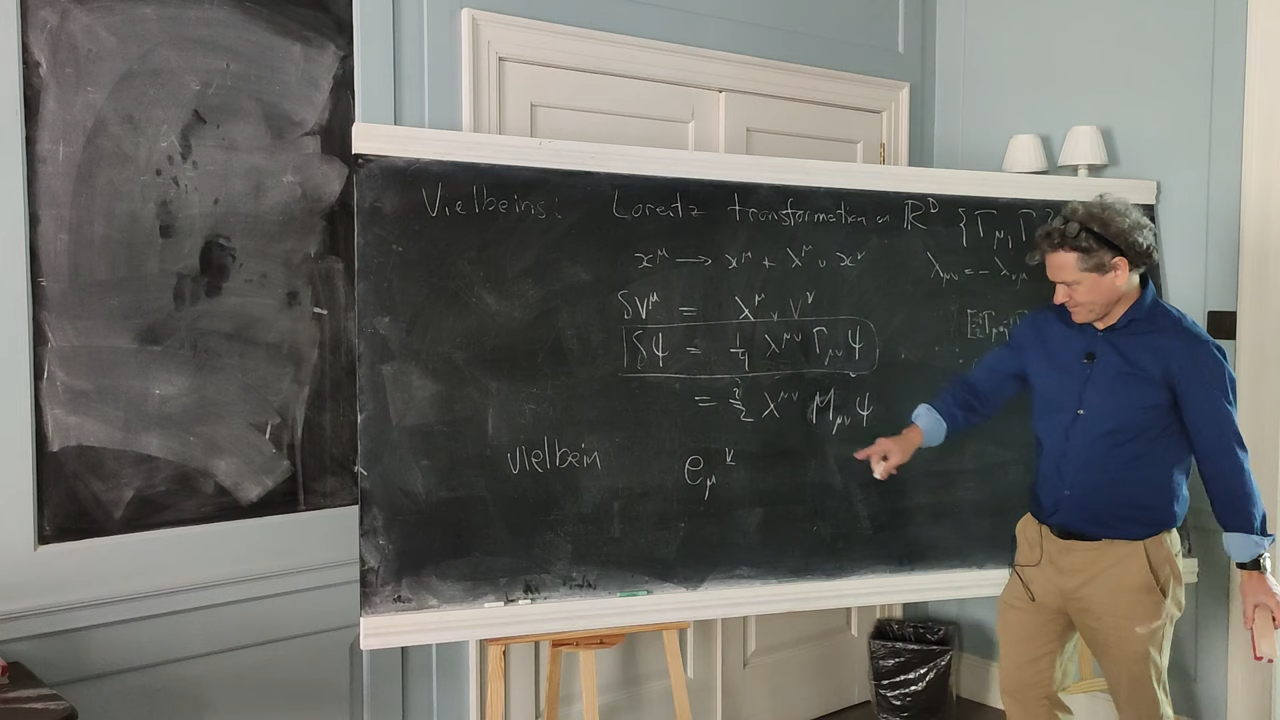 Vielbeins: Lorentz transformation on ℝᴰ {Γ_μ, Γ
x^μ → x^μ + λ^μ_ν x^ν λ_μν = -λ_νμ
δv^μ = λ^μ_ν v^ν
δψ = 1/4 λ^μν Γ_μν ψ
= i/2 λ^μν M_μν ψ
vielbein e_μ^ν